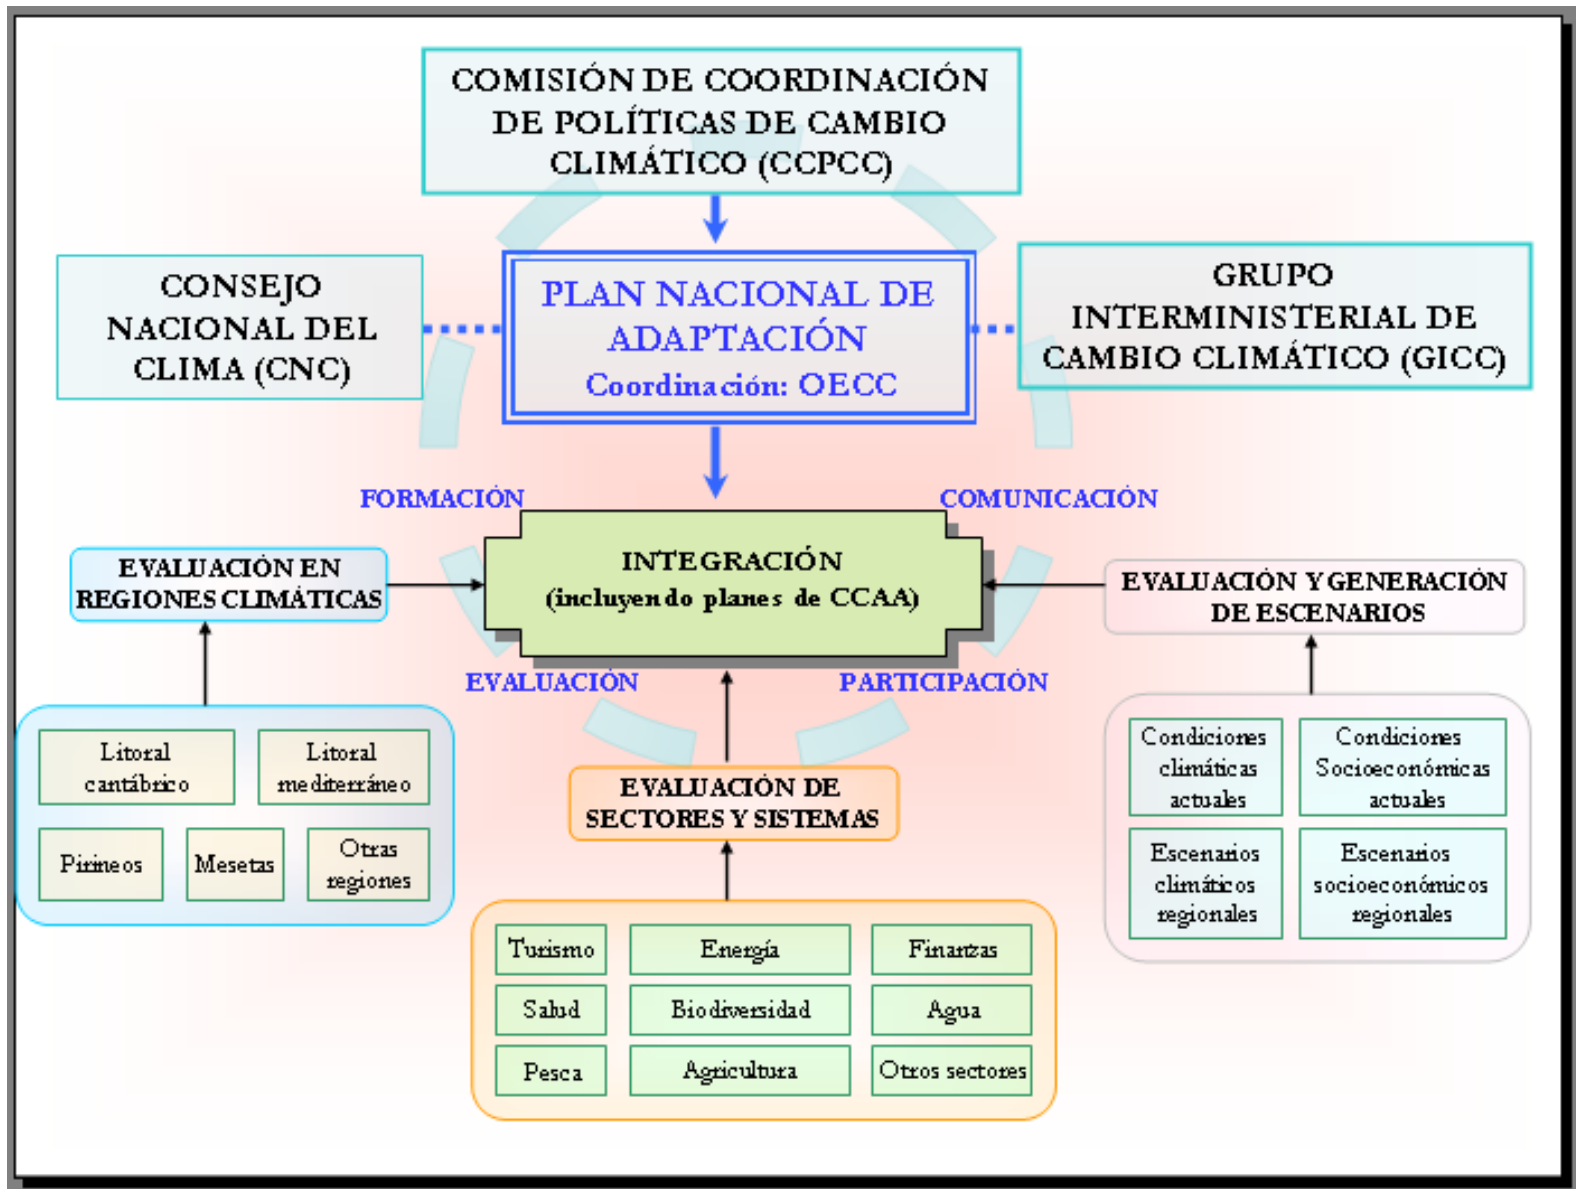 COMISIÓN DE COORDINACIÓN
DE POLÍTICAS DE CAMBIO
CLIMÁTICO (CCPCC)
CONSEJO
NACIONAL DEL
CLIMA (CNC)
PLAN NACIONAL DE
ADAPTACIÓN
Coordinación: OECC
GRUPO
INTERMINISTERIAL DE
CAMBIO CLIMÁTICO (GICC)
FORMACIÓN
COMUNICACIÓN
EVALUACIÓN EN
REGIONES CLIMÁTICAS
INTEGRACIÓN
(incluyendo planes de CCAA)
EVALUACIÓN Y GENERACIÓN
DE ESCENARIOS
EVALUACIÓN
PARTICIPACIÓN
Litoral
cantábrico
Litoral
mediterráneo
Pirineos
Mesetas
Otras
regiones
EVALUACIÓN DE
SECTORES Y SISTEMAS
Condiciones
climáticas
actuales
Condiciones
Socioeconómicas
actuales
Escenarios
climáticos
regionales
Escenarios
socioeconómicos
regionales
Turismo
Energía
Finanzas
Salud
Biodiversidad
Agua
Pesca
Agricultura
Otros sectores